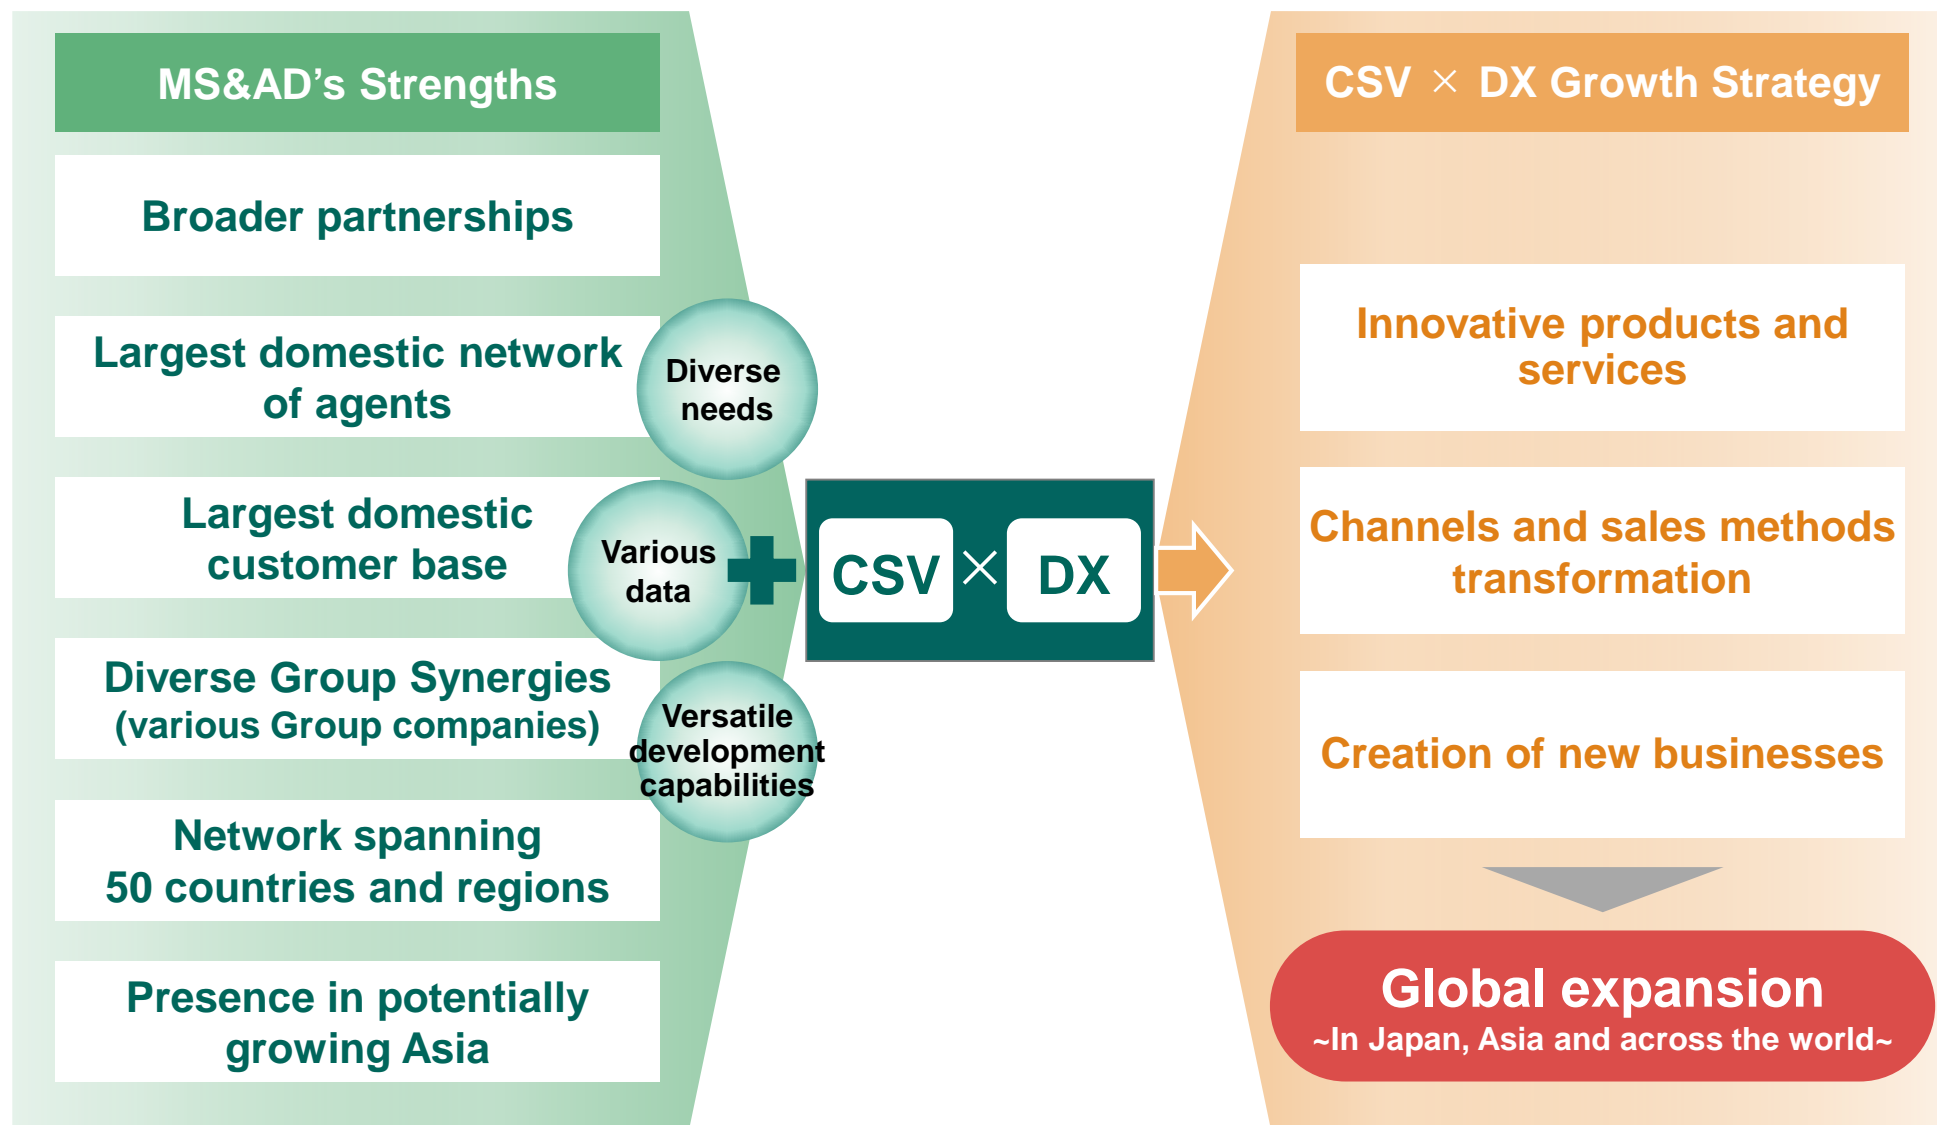 MS&AD’s Strengths
Broader partnerships
Largest domestic network
of agents
Largest domestic
customer base
Diverse Group Synergies
(various Group companies)
Network spanning
50 countries and regions
Presence in potentially
growing Asia
Diverse
needs
Various
data
Versatile
development
capabilities
CSV × DX
CSV × DX Growth Strategy
Innovative products and
services
Channels and sales methods
transformation
Creation of new businesses
Global expansion
~In Japan, Asia and across the world~